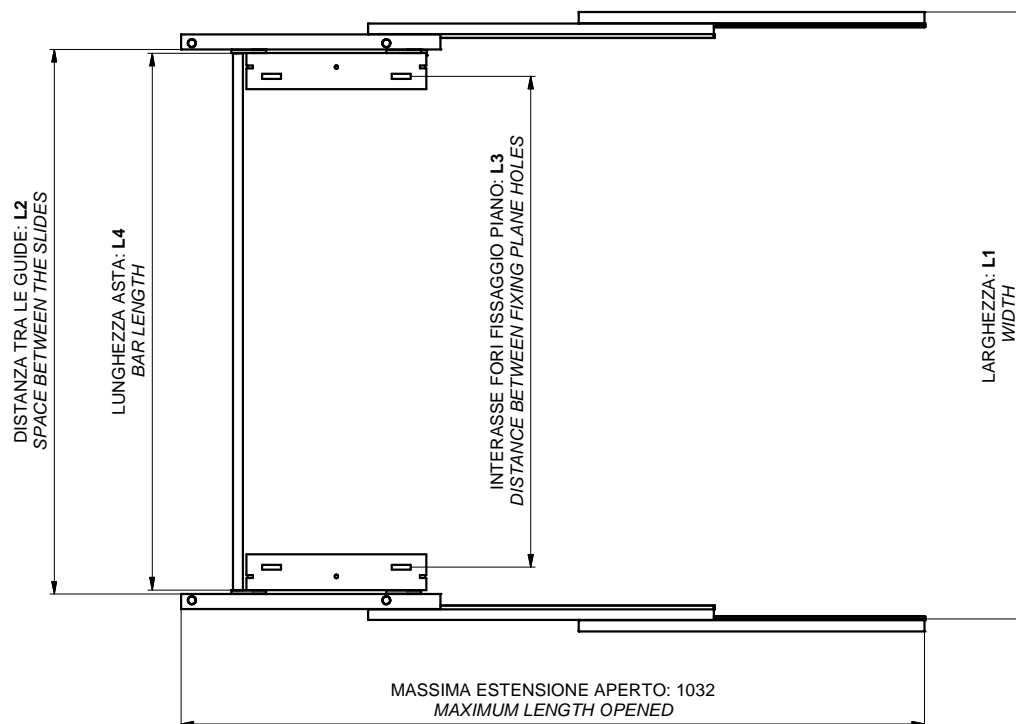 DISTANZA TRA LE GUIDE: L2
SPACE BETWEEN THE SLIDES
LUNGHEZZA ASTA: L4
BAR LENGTH
INTERASSE FORI FISSAGGIO PIANO: L3
DISTANCE BETWEEN FIXING PLANE HOLES
LARGHEZZA: L1
WIDTH
MASSIMA ESTENSIONE APERTO: 1032
MAXIMUM LENGTH OPENED